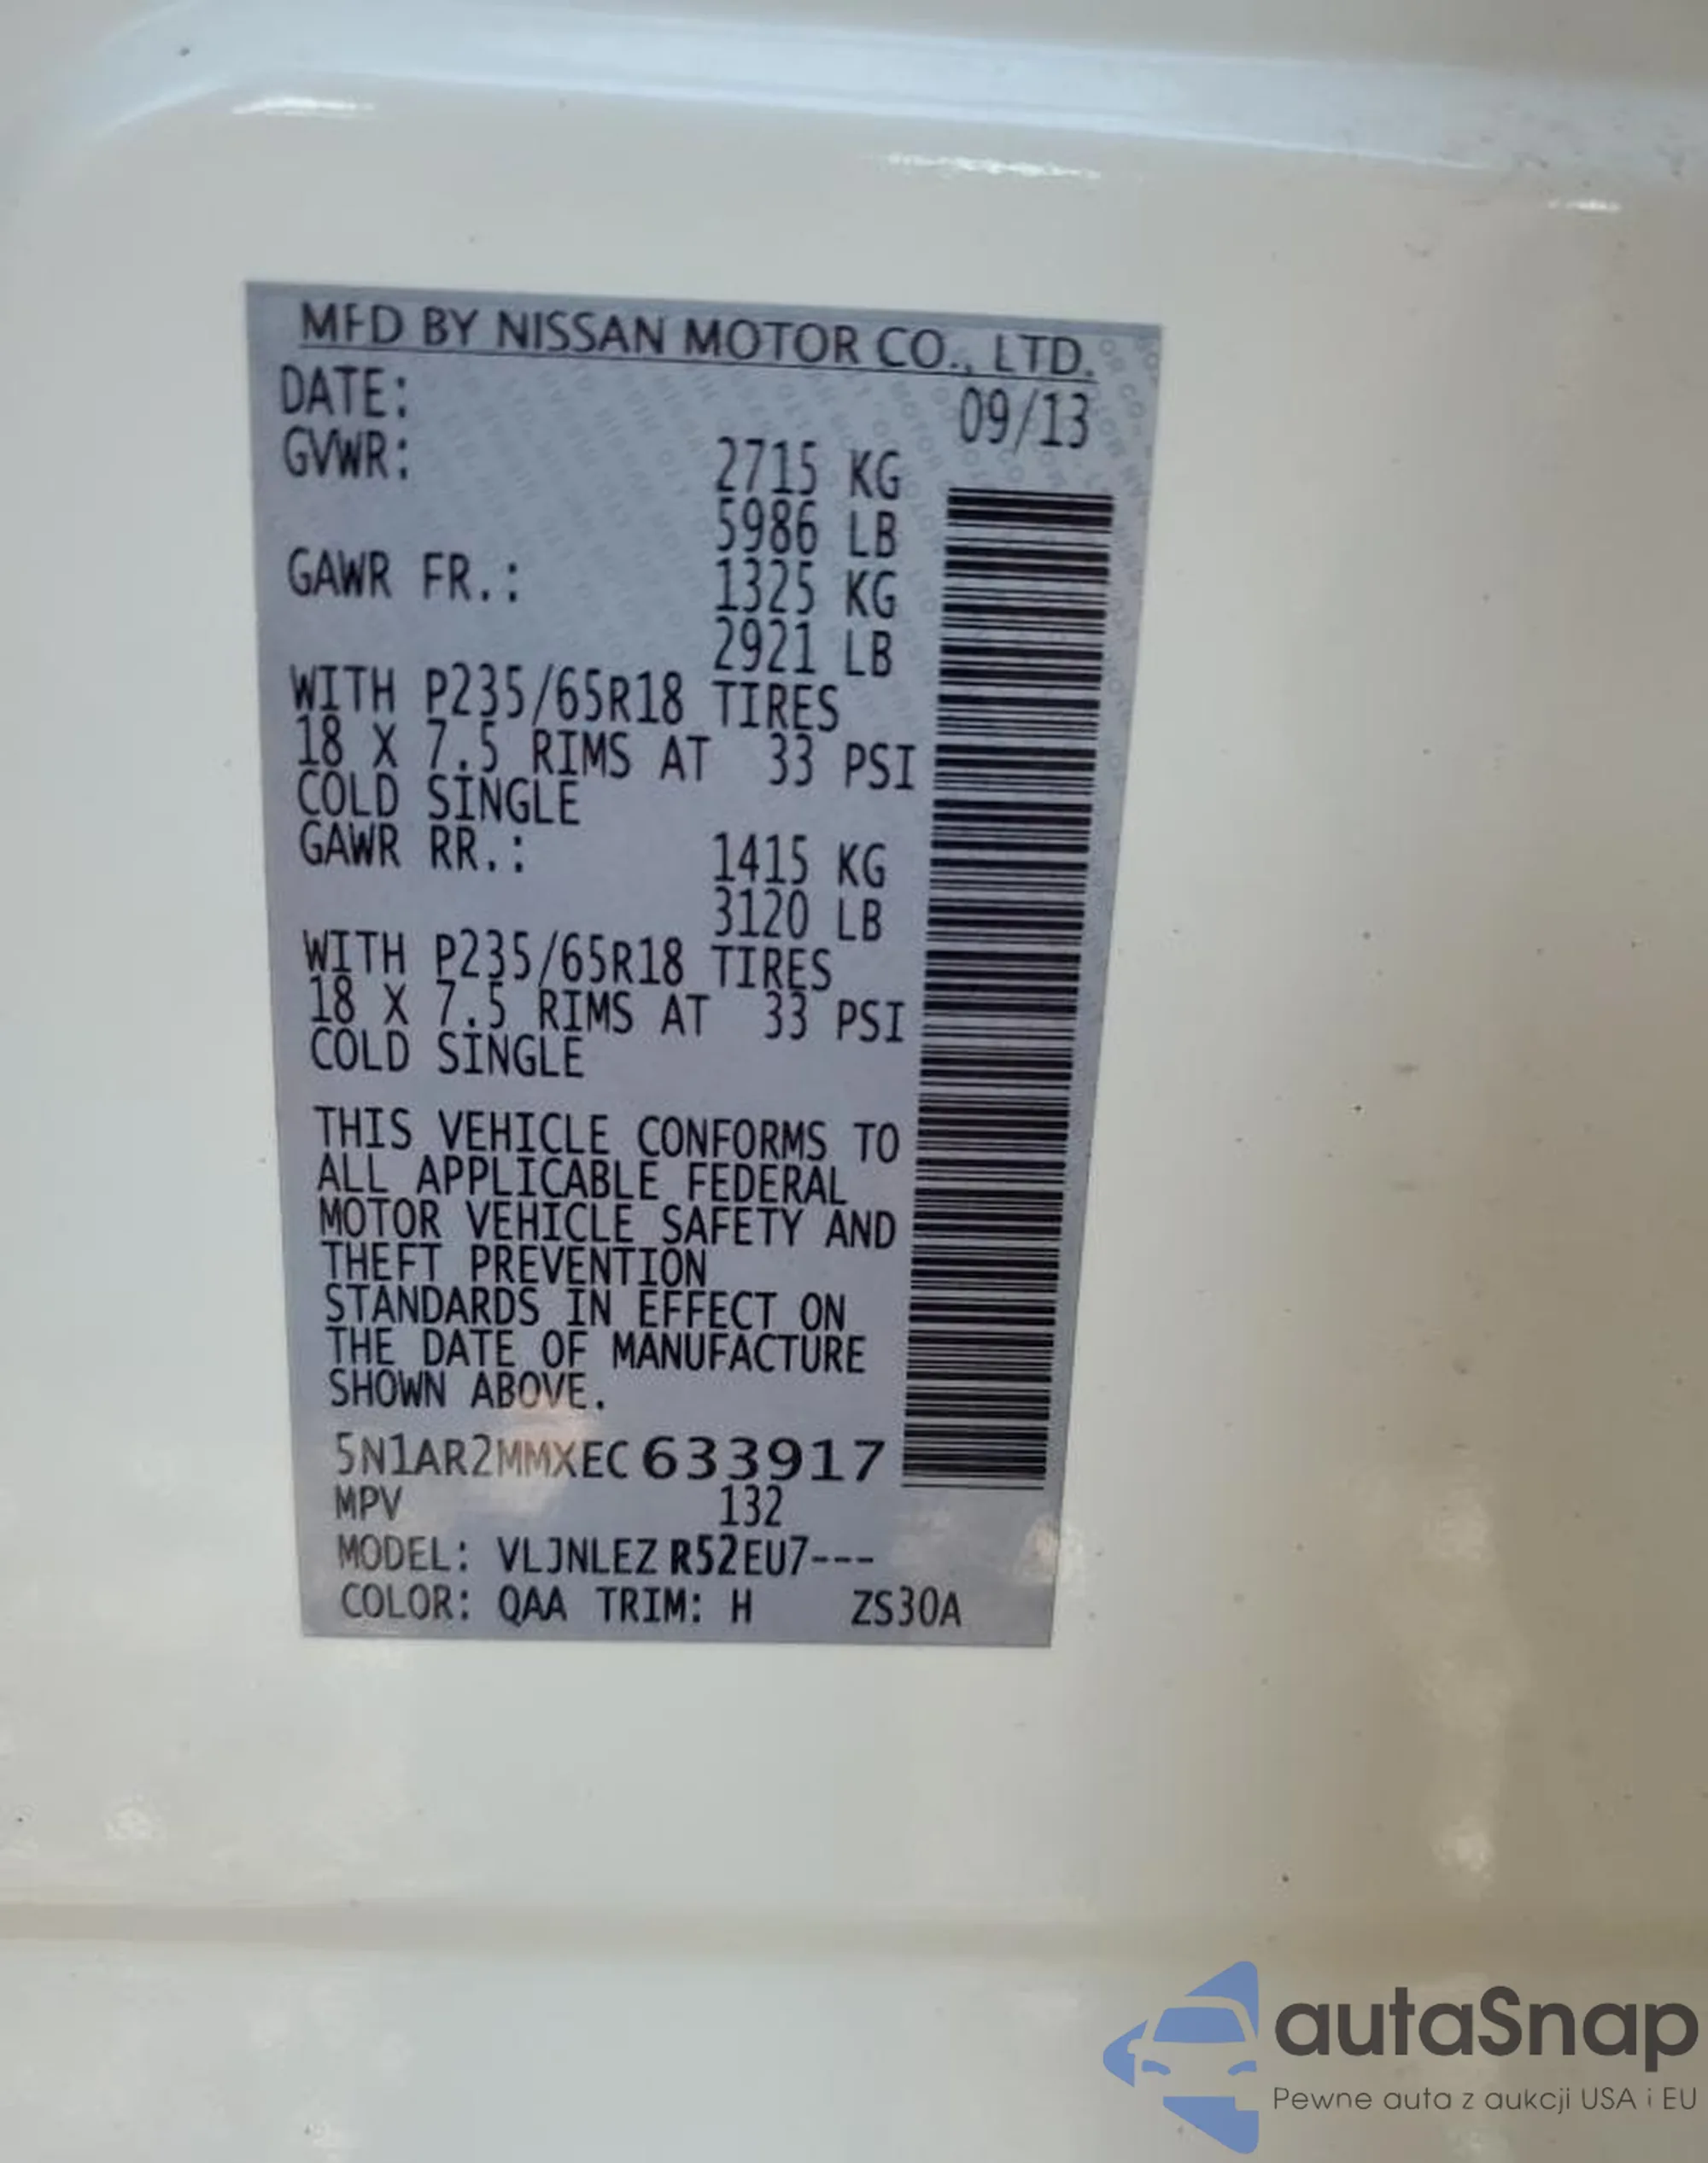 MFD BY NISSAN MOTOR CO., LTD.
DATE: 09/13
GVWR: 2715 KG
5986 LB
GAWR FR.: 1325 KG
2921 LB
WITH P235/65R18 TIRES
18 X 7.5 RIMS AT 33 PSI
COLD SINGLE
GAWR RR.: 1415 KG
3120 LB
WITH P235/65R18 TIRES
18 X 7.5 RIMS AT 33 PSI
COLD SINGLE
THIS VEHICLE CONFORMS TO
ALL APPLICABLE FEDERAL
MOTOR VEHICLE SAFETY AND
THEFT PREVENTION
STANDARDS IN EFFECT ON
THE DATE OF MANUFACTURE
SHOWN ABOVE.
5N1AR2MMXEC633917
MPV 132
MODEL: VLJNLEZR52EU7---
COLOR: QAA TRIM: H ZS30A
autaSnap
Pewne auta z aukcji USA i EU